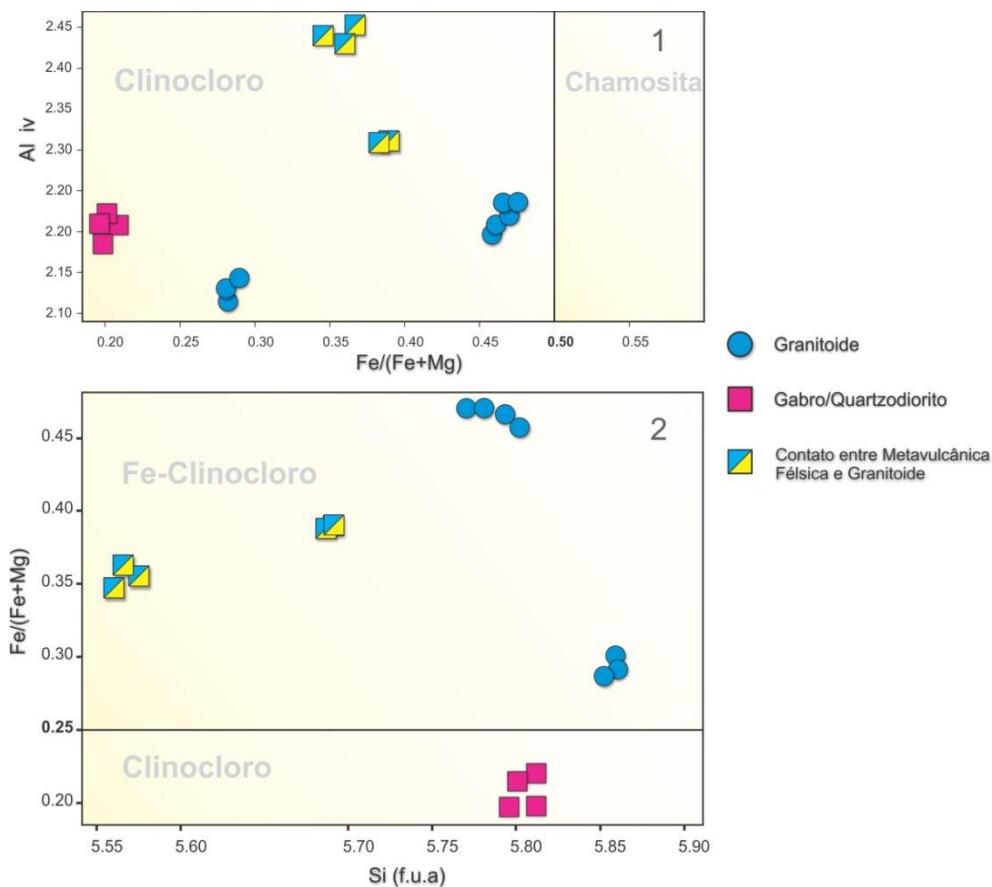 2.45
2.40
2.35
2.30
2.20
2.20
2.15
2.10
Al iv
1
Clinocloro
Chamosita
0.20
0.25
0.30
0.35
0.40
0.45
0.50
0.55
Fe/(Fe+Mg)
Granitoide
Gabro/Quartzodiorito
Contato entre Metavulcânica
Félsica e Granitoide
0.45
0.40
0.35
0.30
0.25
0.20
Fe/(Fe+Mg)
2
Fe-Clinocloro
Clinocloro
5.55
5.60
5.70
5.75
5.80
5.85
5.90
Si (f.u.a)